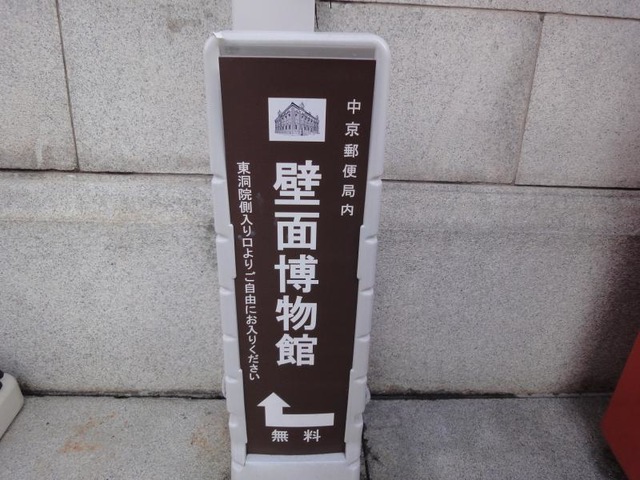 中京郵便局内
壁面博物館
東洞院側入り口よりご自由にお入りください
無料